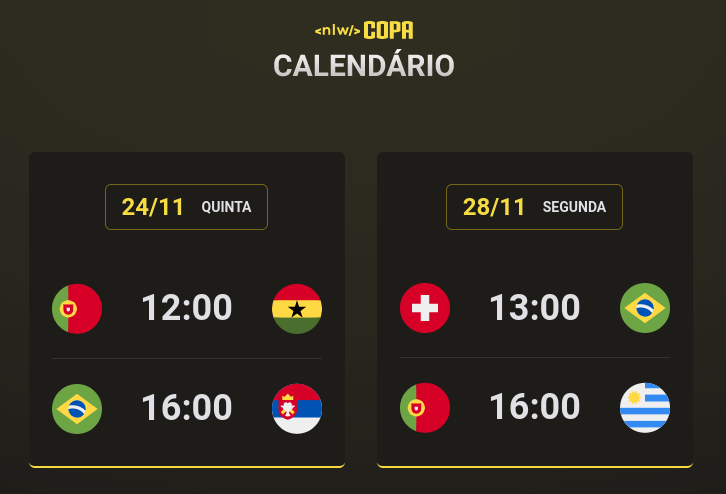 <nlw/> COPA
CALENDÁRIO
24/11 QUINTA
12:00
16:00
28/11 SEGUNDA
13:00
16:00